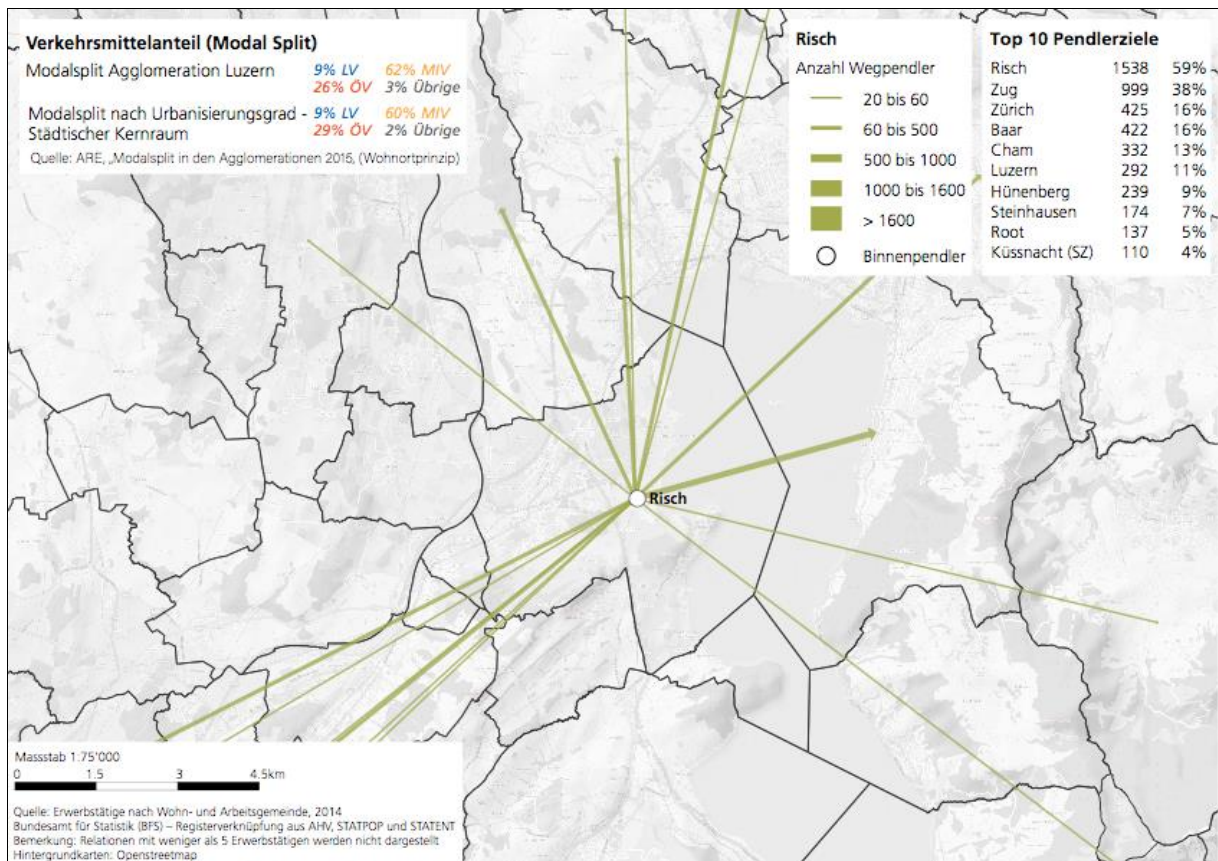 Verkehrsmittelanteil (Modal Split)
Modalsplit Agglomeration Luzern 9% LV 62% MIV
26% ÖV 3% Übrige
Modalsplit nach Urbanisierungsgrad - 9% LV 60% MIV
Städtischer Kernraum 29% ÖV 2% Übrige
Quelle: ARE, „Modalsplit in den Agglomerationen 2015, (Wohnortprinzip)
Risch
Anzahl Wegpendler
20 bis 60
60 bis 500
500 bis 1000
1000 bis 1600
> 1600
Binnenpendler
Top 10 Pendlerziele
Risch 1538 59%
Zug 999 38%
Zürich 425 16%
Baar 422 16%
Cham 332 13%
Luzern 292 11%
Hünenberg 239 9%
Steinhausen 174 7%
Root 137 5%
Küssnacht (SZ) 110 4%
Risch
Massstab 1:75'000
0 1.5 3 4.5km
Quelle: Erwerbstätige nach Wohn- und Arbeitsgemeinde, 2014
Bundesamt für Statistik (BFS) – Registerverknüpfung aus AHV, STATPOP und STATENT
Bemerkung: Relationen mit weniger als 5 Erwerbstätigen werden nicht dargestellt
Hintergrundkarten: Openstreetmap